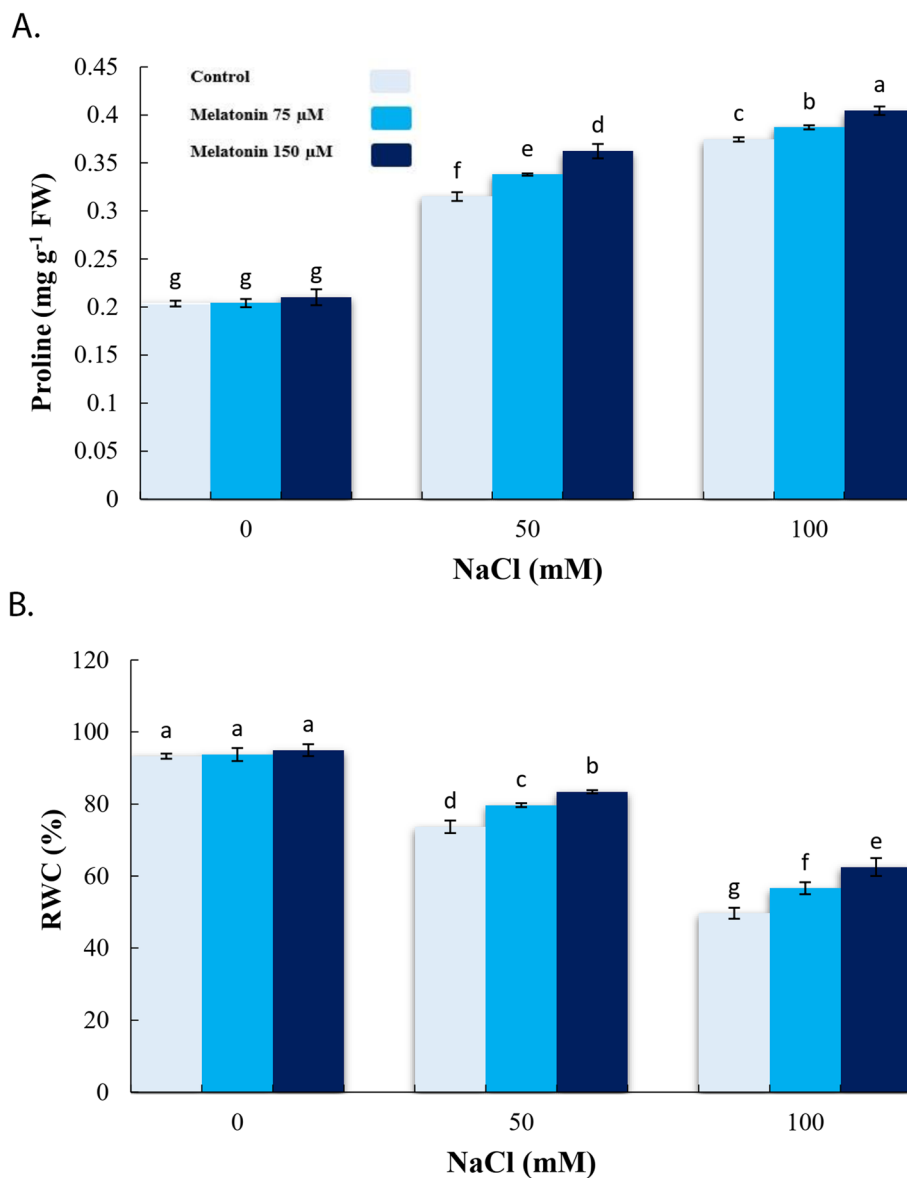 A.
Proline (mg g⁻¹ FW)
0.45
0.4
0.35
0.3
0.25
0.2
0.15
0.1
0.05
0
Control
Melatonin 75 µM
Melatonin 150 µM
g g g
f e d
c b a
0 50 100
NaCl (mM)
B.
RWC (%)
120
100
80
60
40
20
0
a a a
d c b
g f e
0 50 100
NaCl (mM)